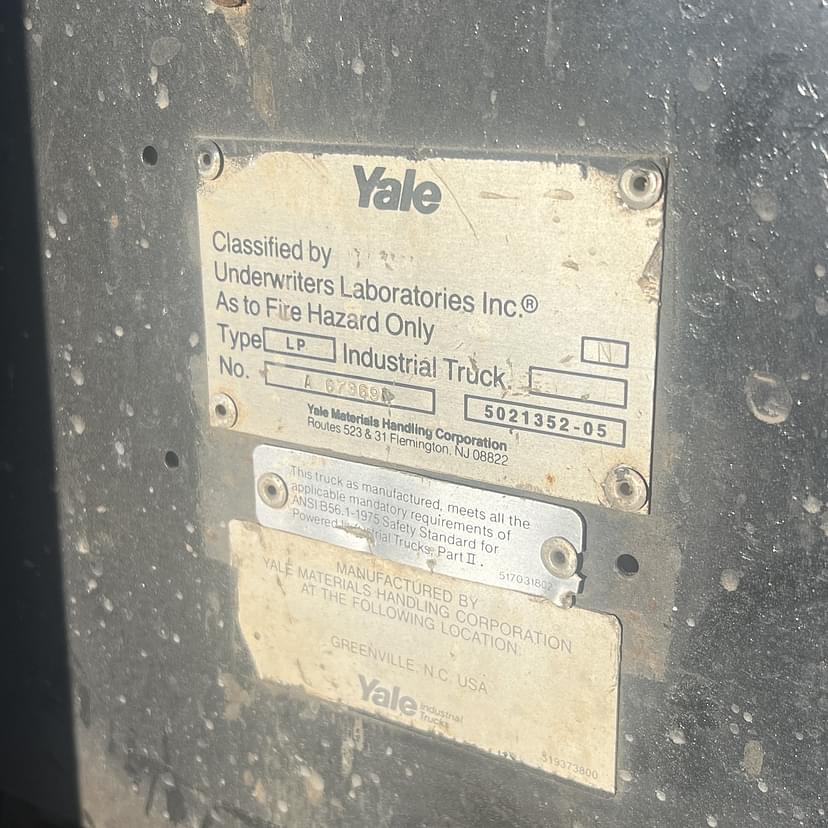 Yale
Classified by
Underwriters Laboratories Inc.®
As to Fire Hazard Only
N
Type LP Industrial Truck
No. 5021352-05
Yale Materials Handling Corporation
Routes 523 & 31 Flemington, NJ 08822
This truck as manufactured, meets all the
applicable mandatory requirements of
ANSI B56.1-1975 Safety Standard for
Powered Industrial Trucks, Part II.
517031802
MANUFACTURED BY
YALE MATERIALS HANDLING CORPORATION
AT THE FOLLOWING LOCATION:
GREENVILLE, N.C. USA
Yale Industrial
Trucks
519373800